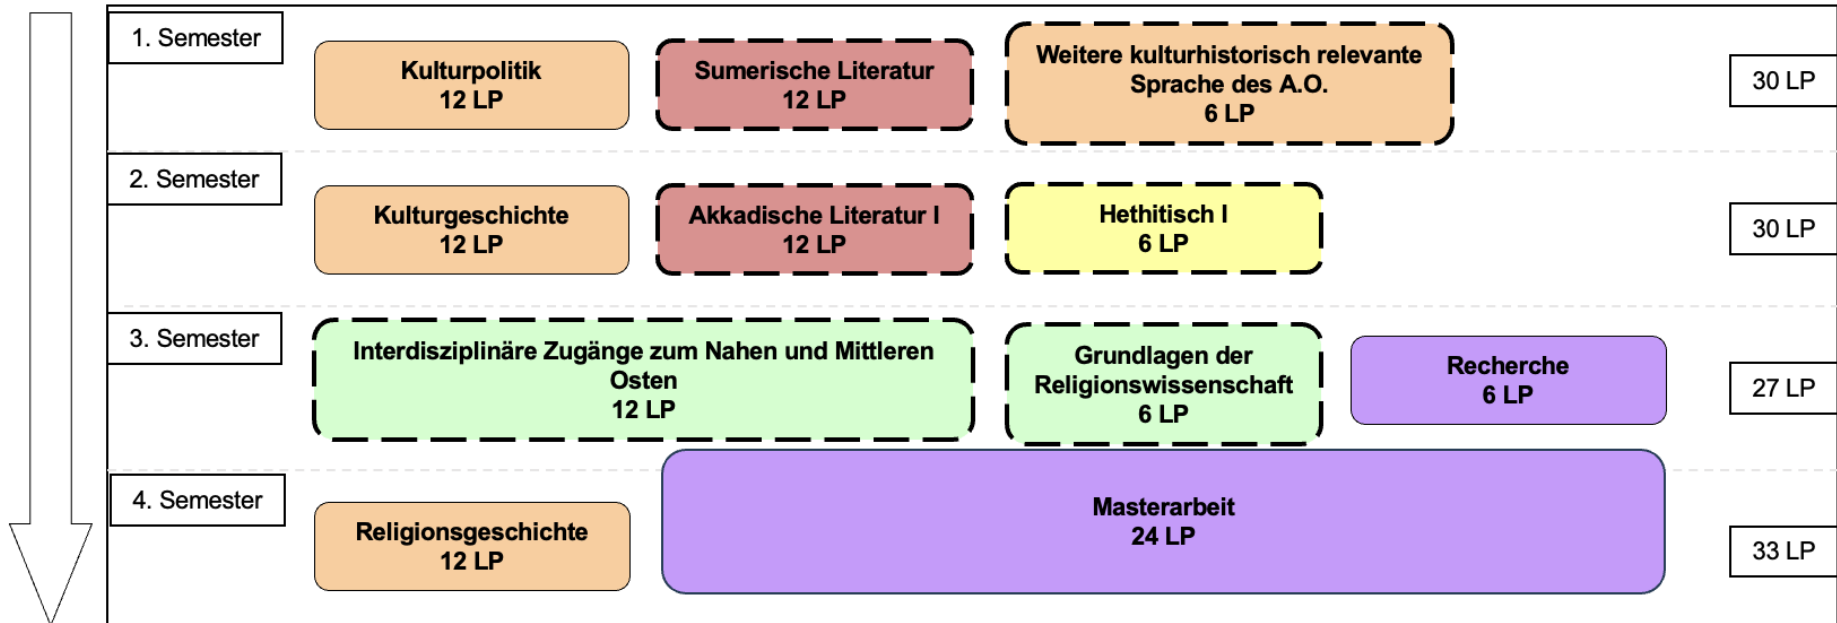 1. Semester
Kulturpolitik
12 LP
Sumerische Literatur
12 LP
Weitere kulturhistorisch relevante
Sprache des A.O.
6 LP
30 LP
2. Semester
Kulturgeschichte
12 LP
Akkadische Literatur I
12 LP
Hethitisch I
6 LP
30 LP
3. Semester
Interdisziplinäre Zugänge zum Nahen und Mittleren
Osten
12 LP
Grundlagen der
Religionswissenschaft
6 LP
Recherche
6 LP
27 LP
4. Semester
Religionsgeschichte
12 LP
Masterarbeit
24 LP
33 LP